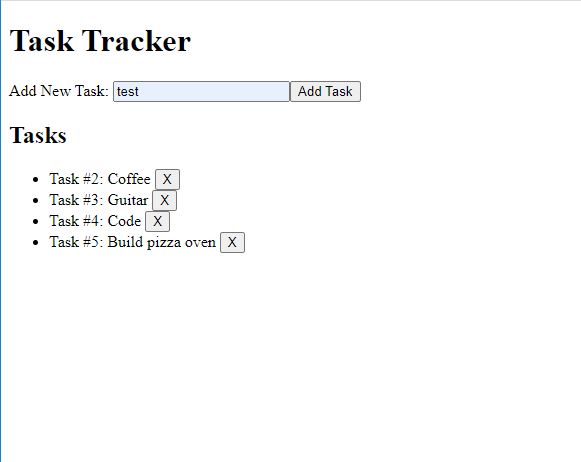 Task Tracker
Add New Task: test Add Task
Tasks
Task #2: Coffee X
Task #3: Guitar X
Task #4: Code X
Task #5: Build pizza oven X